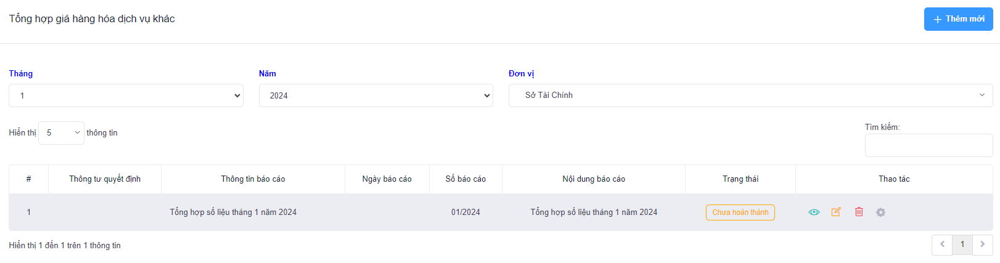 Tổng hợp giá hàng hóa dịch vụ khác
Thêm mới
Tháng
Năm
Đơn vị
1
2024
Sở Tài Chính
Hiển thị 5 thông tin
Tìm kiếm:
# Thông tư quyết định Thông tin báo cáo Ngày báo cáo Số báo cáo Nội dung báo cáo Trạng thái Thao tác
1 Tổng hợp số liệu tháng 1 năm 2024 01/2024 Tổng hợp số liệu tháng 1 năm 2024 Chưa hoàn thành
Hiển thị 1 đến 1 trên 1 thông tin
1